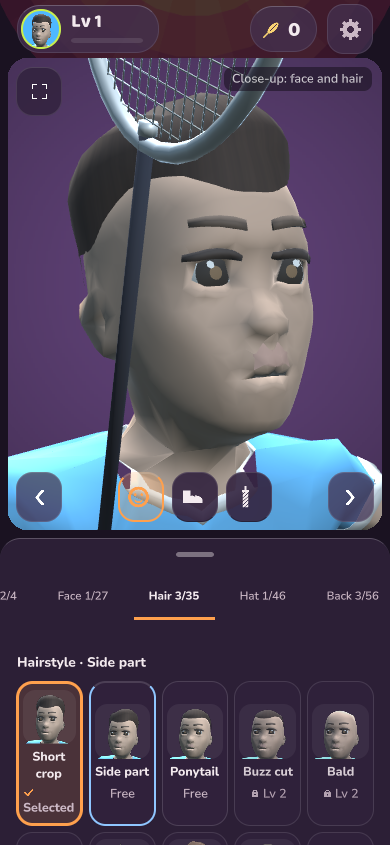 Lv 1
0
Close-up: face and hair
2/4
Face 1/27
Hair 3/35
Hat 1/46
Back 3/56
Hairstyle · Side part
Short
crop
Selected
Side part
Free
Ponytail
Free
Buzz cut
Lv 2
Bald
Lv 2